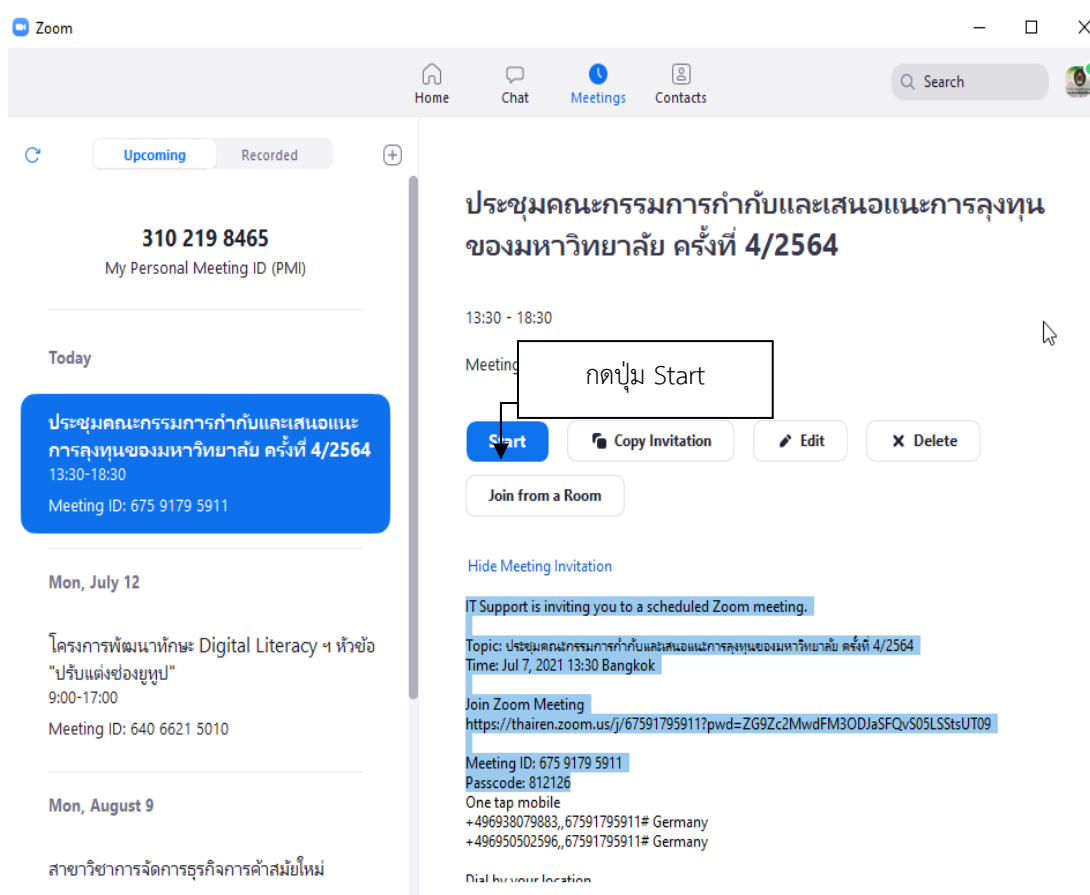 Zoom
Home
Chat
Meetings
Contacts
Search
Upcoming
Recorded
310 219 8465
My Personal Meeting ID (PMI)
Today
ประชุมคณะกรรมการกำกับและเสนอแนะ
การลงทุนของมหาวิทยาลัย ครั้งที่ 4/2564
13:30-18:30
Meeting ID: 675 9179 5911
Mon, July 12
โครงการพัฒนาทักษะ Digital Literacy ฯ หัวข้อ
"ปรับแต่งช่องยูทูป"
9:00-17:00
Meeting ID: 640 6621 5010
Mon, August 9
สาขาวิชาการจัดการธุรกิจการค้าสมัยใหม่
ประชุมคณะกรรมการกำกับและเสนอแนะการลงทุน
ของมหาวิทยาลัย ครั้งที่ 4/2564
13:30 - 18:30
Meeting
กดปุ่ม Start
Start
Copy Invitation
Edit
Delete
Join from a Room
Hide Meeting Invitation
IT Support is inviting you to a scheduled Zoom meeting.
Topic: ประชุมคณะกรรมการกำกับและเสนอแนะการลงทุนของมหาวิทยาลัย ครั้งที่ 4/2564
Time: Jul 7, 2021 13:30 Bangkok
Join Zoom Meeting
https://thairen.zoom.us/j/67591795911?pwd=ZG9Zc2MwdFM3ODJaSFQvS05LSStsUT09
Meeting ID: 675 9179 5911
Passcode: 812126
One tap mobile
+496938079883,,67591795911# Germany
+496950502596,,67591795911# Germany
Dial by your location